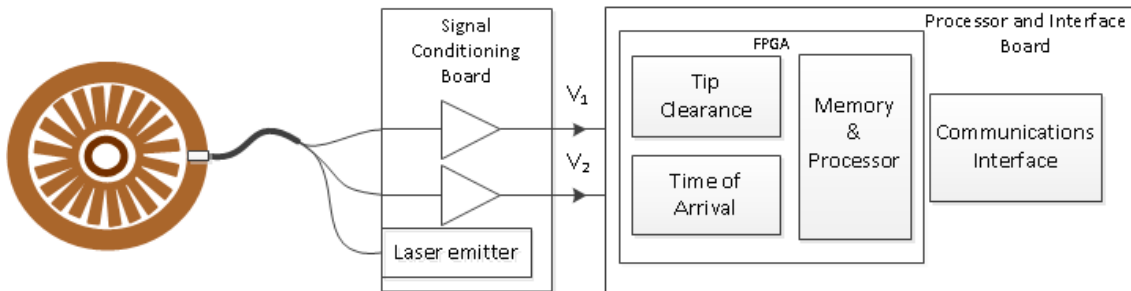 Signal
Conditioning
Board
V1
V2
Laser emitter
Processor and Interface
Board
FPGA
Tip
Clearance
Time of
Arrival
Memory
&
Processor
Communications
Interface